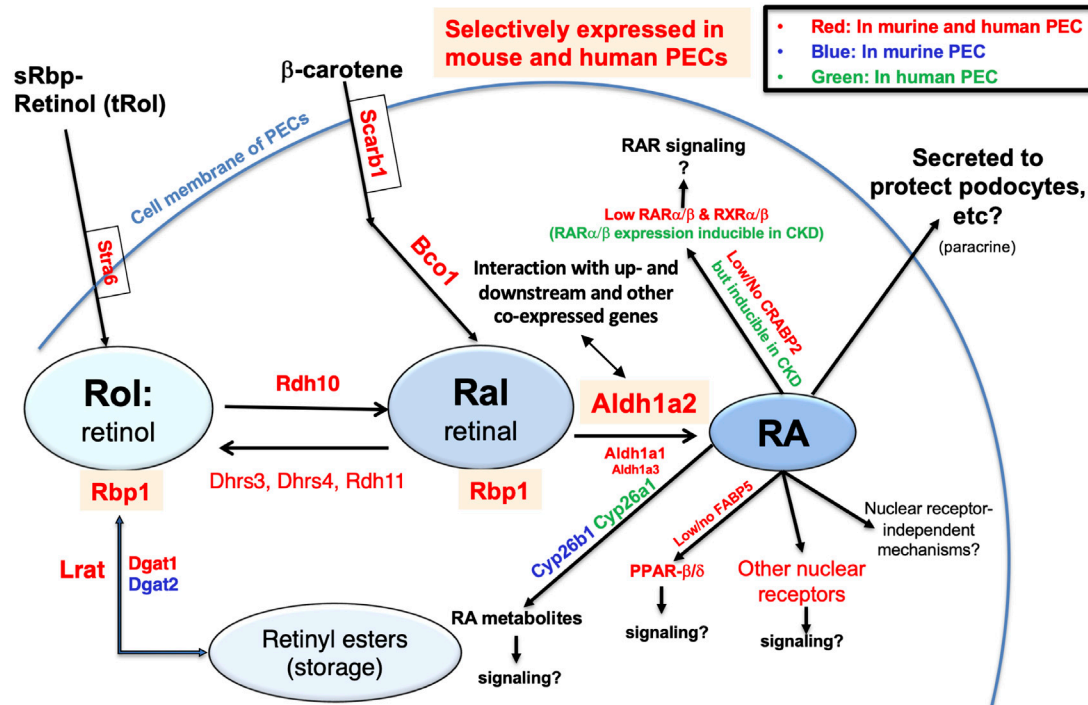 Selectively expressed in
mouse and human PECs
• Red: In murine and human PEC
• Blue: In murine PEC
• Green: In human PEC
sRbp-
Retinol (tRol)
β-carotene
Scarb1
Cell membrane of PECs
Stra6
Bco1
RAR signaling
?
Low RARα/β & RXRα/β
(RARα/β expression inducible in CKD)
Secreted to
protect podocytes,
etc?
(paracrine)
Low/No CRABP2
but inducible in CKD
Interaction with up- and
downstream and other
co-expressed genes
Rol:
retinol
Rdh10
Dhrs3, Dhrs4, Rdh11
Ral
retinal
Aldh1a2
Aldh1a1
Aldh1a3
RA
Rbp1
Rbp1
Lrat
Dgat1
Dgat2
Retinyl esters
(storage)
Cyp26b1 Cyp26a1
RA metabolites
signaling?
Low/no FABP5
PPAR-β/δ
signaling?
Other nuclear
receptors
signaling?
Nuclear receptor-
independent
mechanisms?